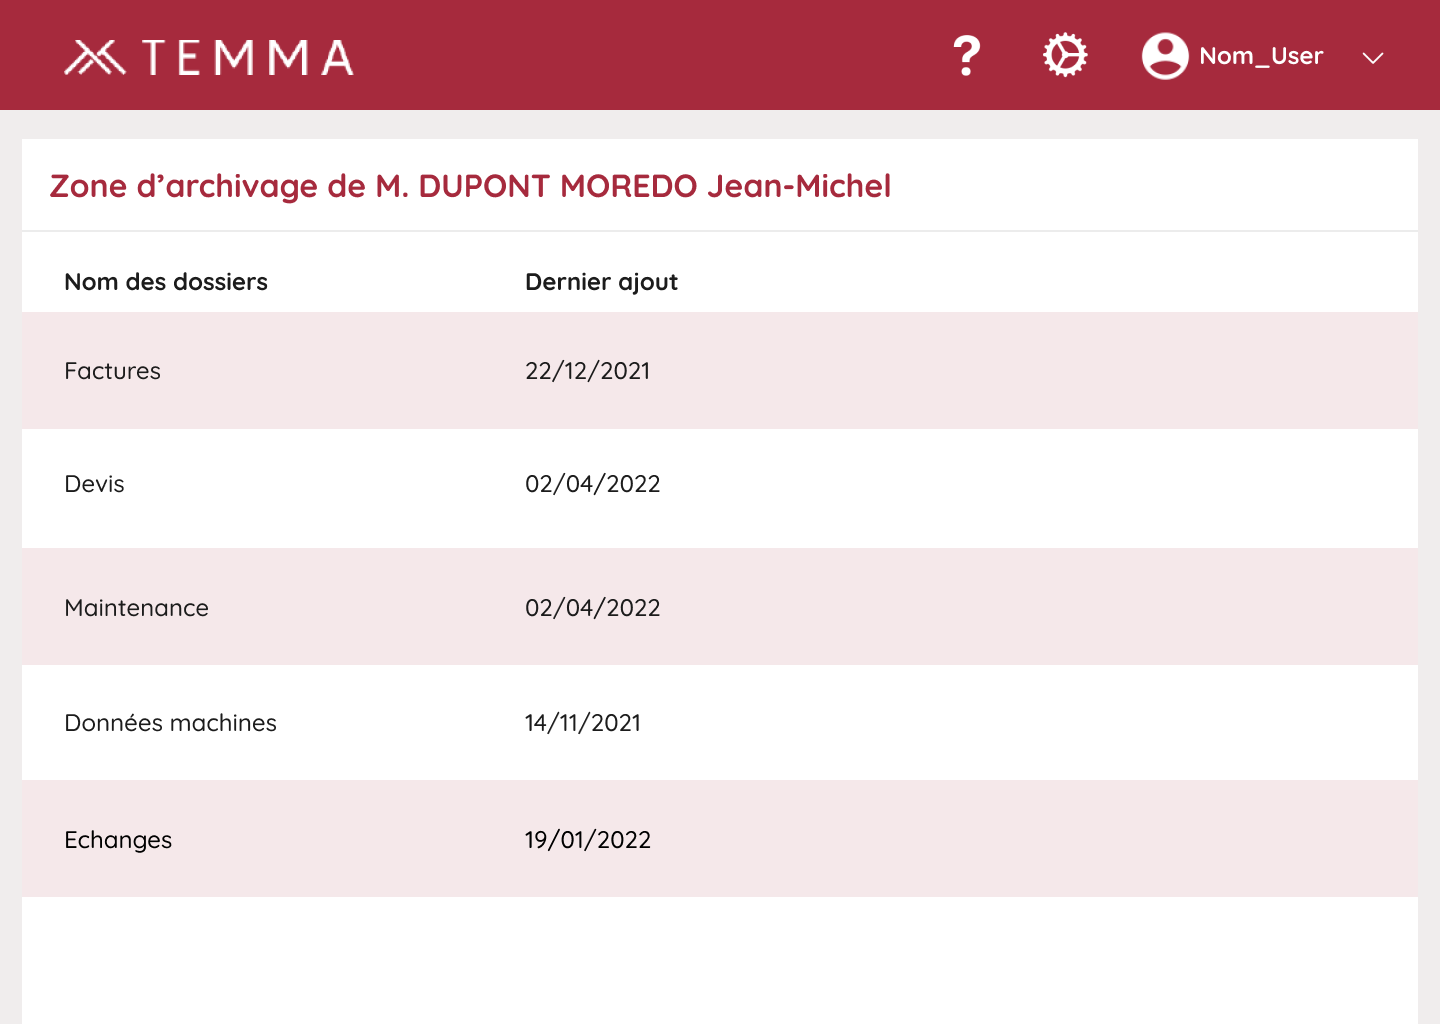 TEMMA
?
Nom_User
Zone d’archivage de M. DUPONT MOREDO Jean-Michel
Nom des dossiers Dernier ajout
Factures 22/12/2021
Devis 02/04/2022
Maintenance 02/04/2022
Données machines 14/11/2021
Echanges 19/01/2022